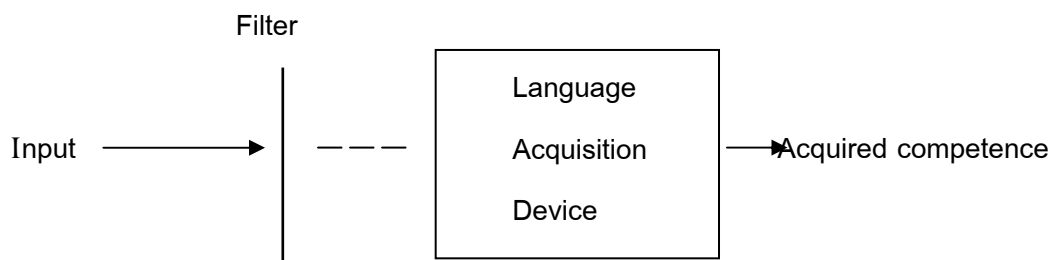 Filter
Input
Language
Acquisition
Device
Acquired competence